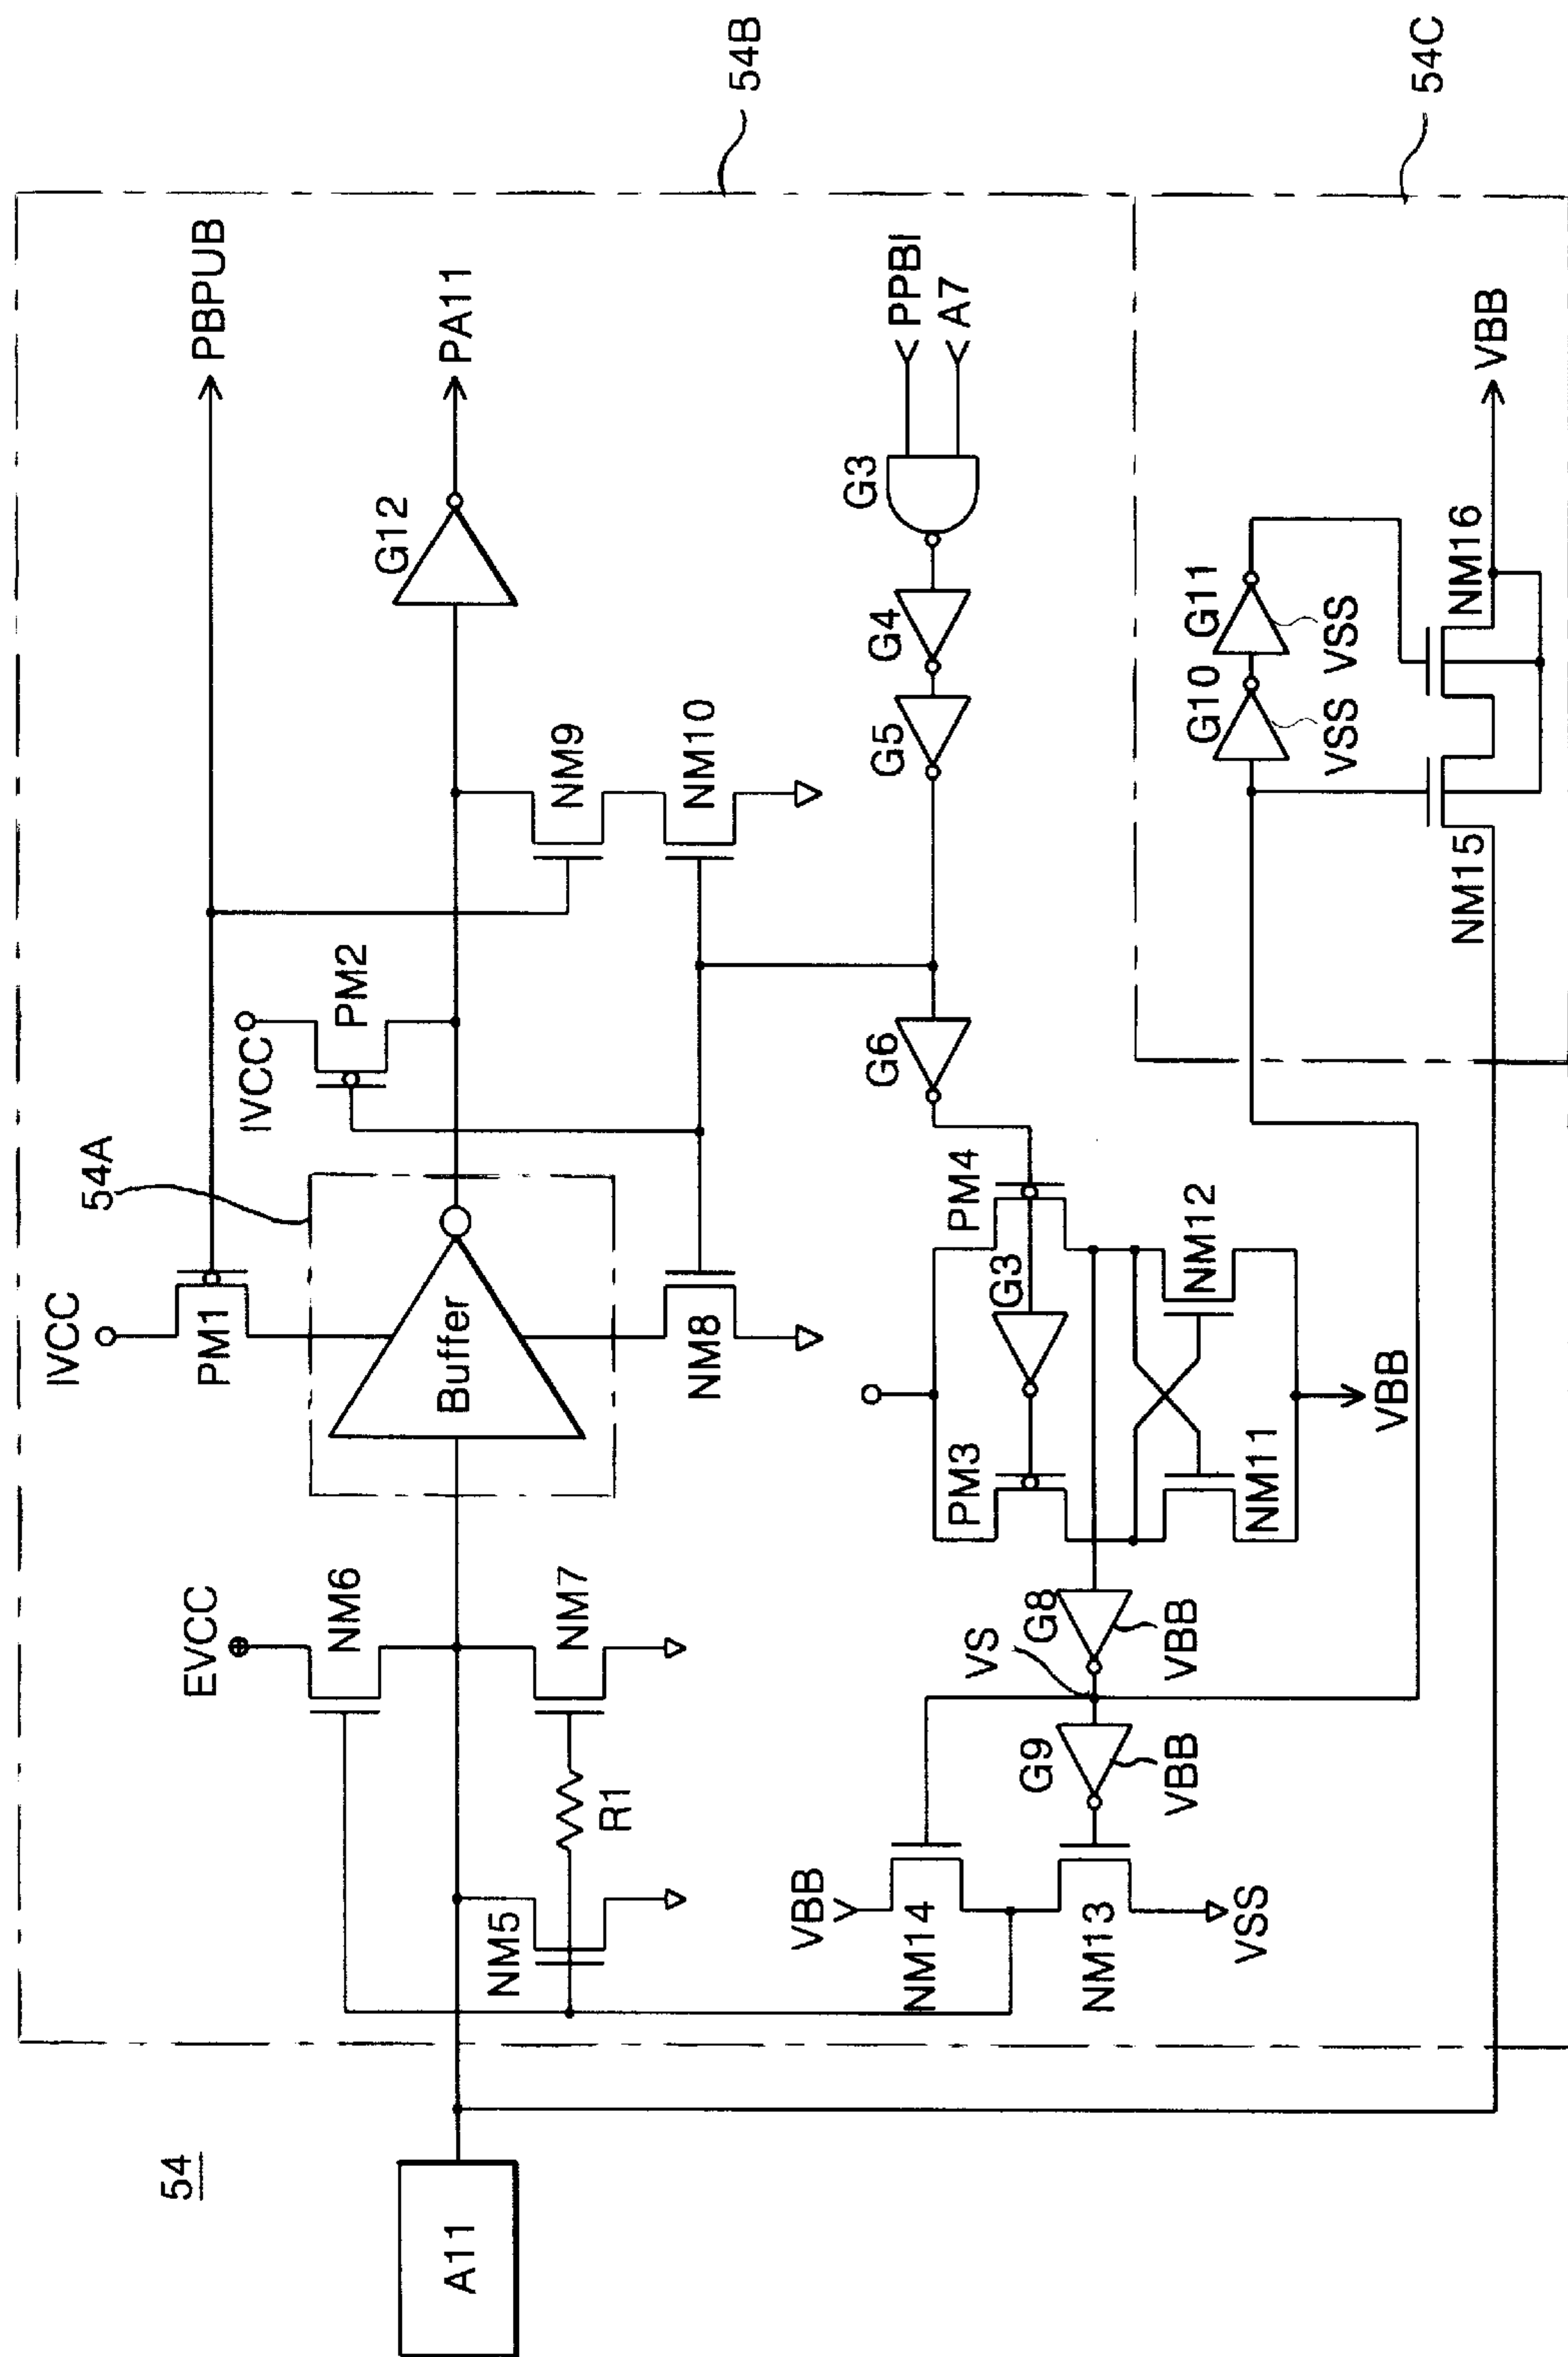 54
A11
EVCC
NM6
NM5
R1
NM7
IVCC
PM1
54A
Buffer
NM8
IVCC
PM2
NM9
NM10
G12
PBPUB
PA11
54B
VBB
NM14
NM13
VSS
G9
VBB
VS
G8
VBB
PM3
G3
PM4
NM11
NM12
VBB
G6
G5
G4
G3
PPBI
A7
NM15
NM16
G10
VSS
G11
VSS
VBB
54C